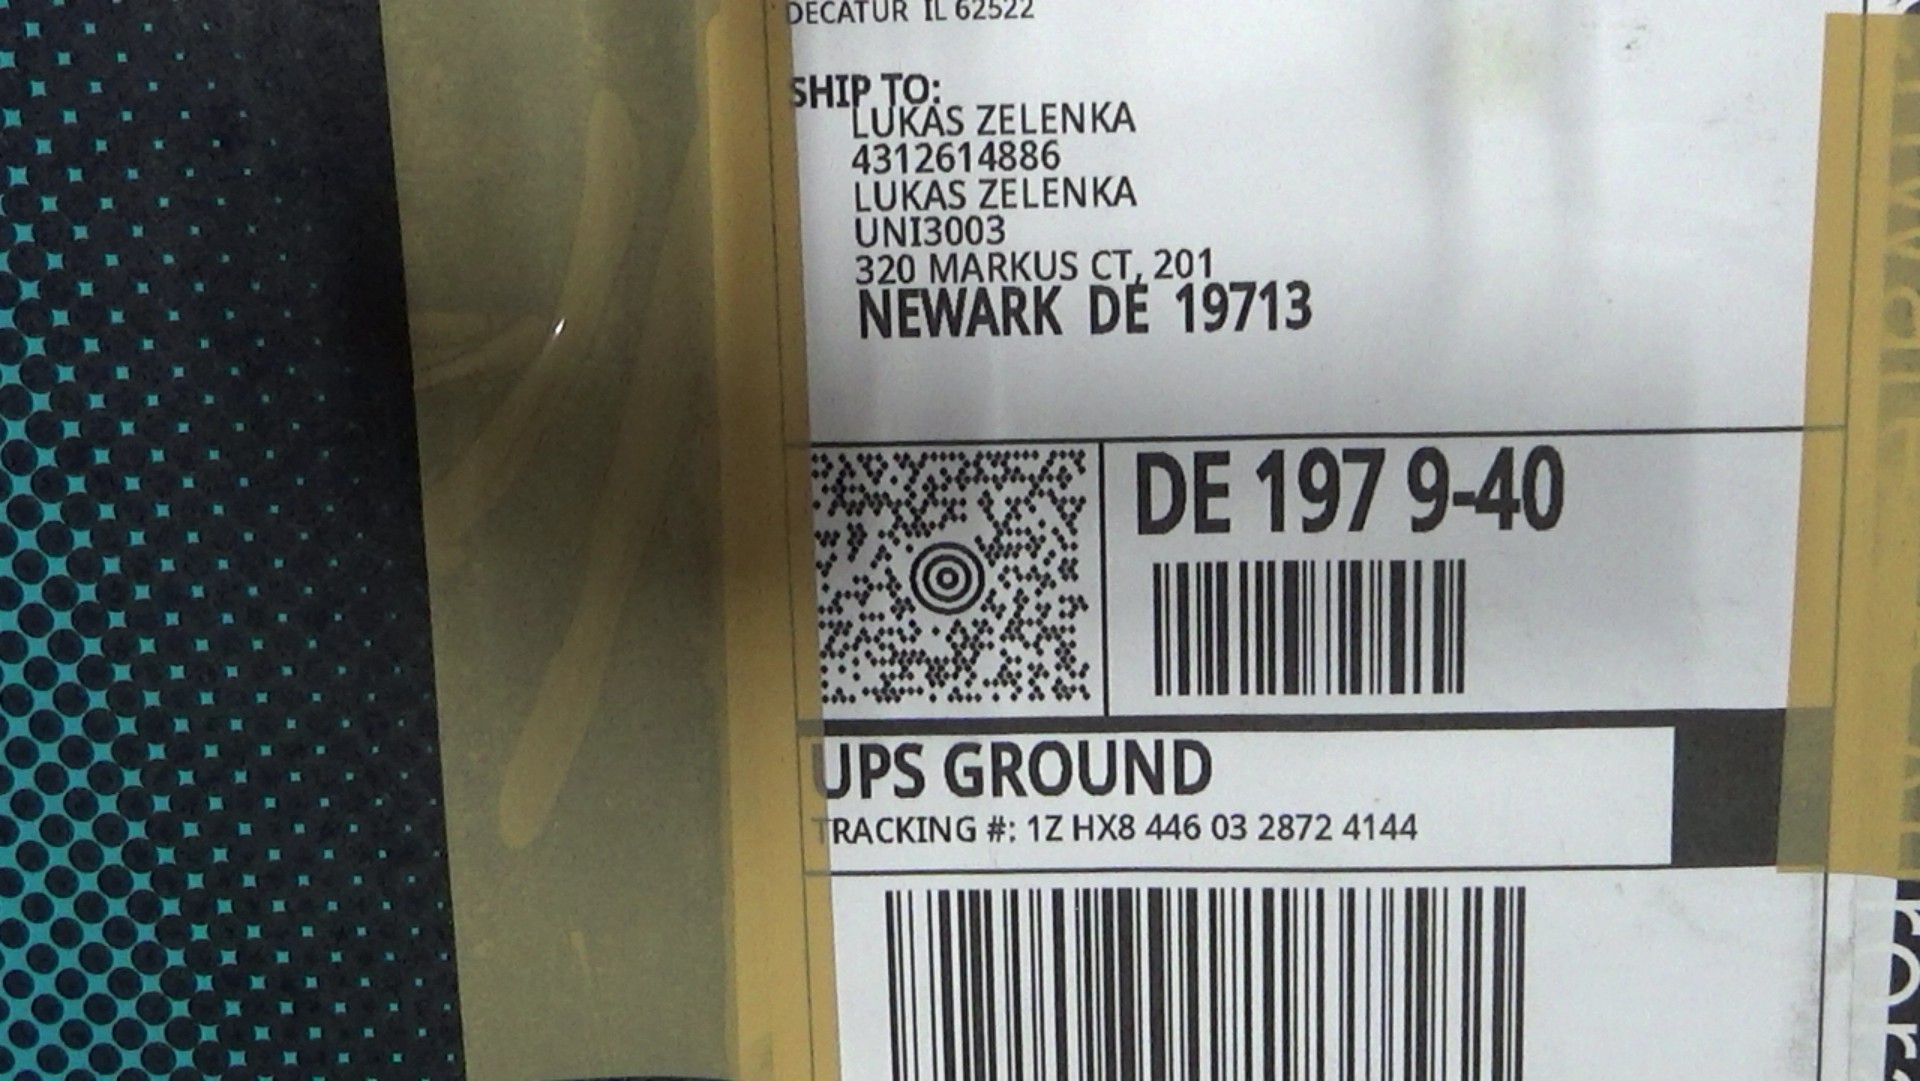 DECATUR IL 62522
SHIP TO:
LUKAS ZELENKA
4312614886
LUKAS ZELENKA
UNI3003
320 MARKUS CT, 201
NEWARK DE 19713
DE 197 9-40
UPS GROUND
TRACKING #: 1Z HX8 446 03 2872 4144